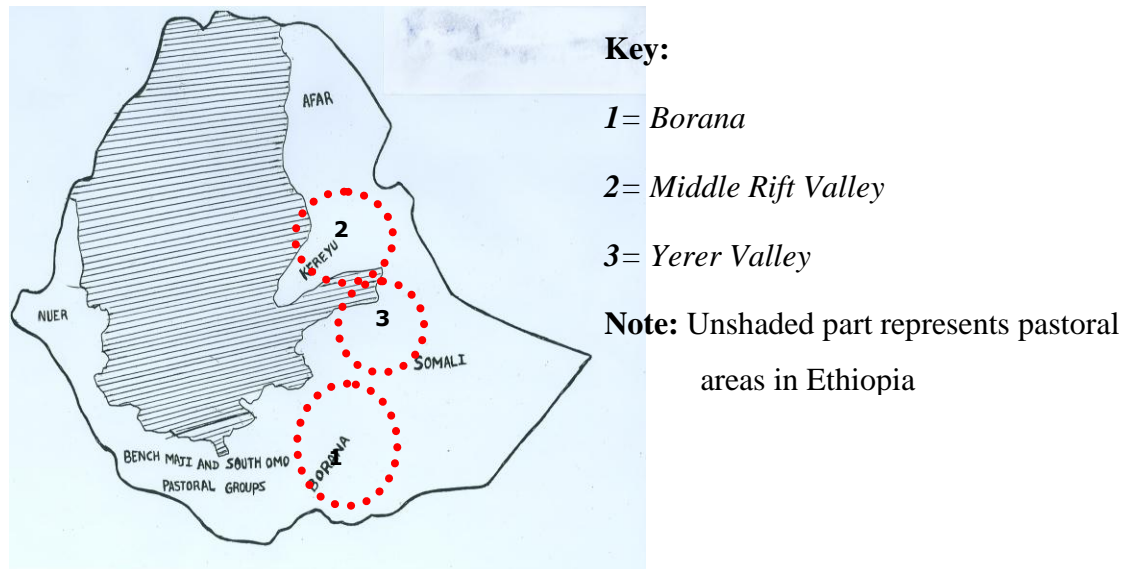 AFAR
2
KEREYU
NUER
3
SOMALI
BENCH MAJI AND SOUTH OMO
PASTORAL GROUPS
BORANA
1
Key:
1= Borana
2= Middle Rift Valley
3= Yerer Valley
Note: Unshaded part represents pastoral
areas in Ethiopia